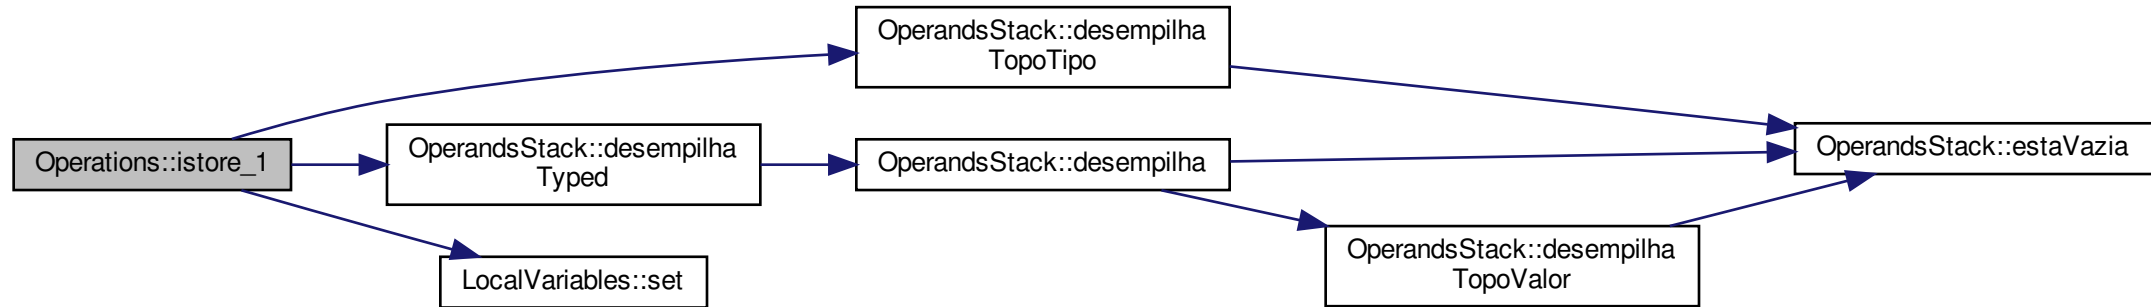 Operations::istore_1
OperandsStack::desempilha
TopoTipo
OperandsStack::desempilha
Typed
LocalVariables::set
OperandsStack::desempilha
OperandsStack::desempilha
TopoValor
OperandsStack::estaVazia